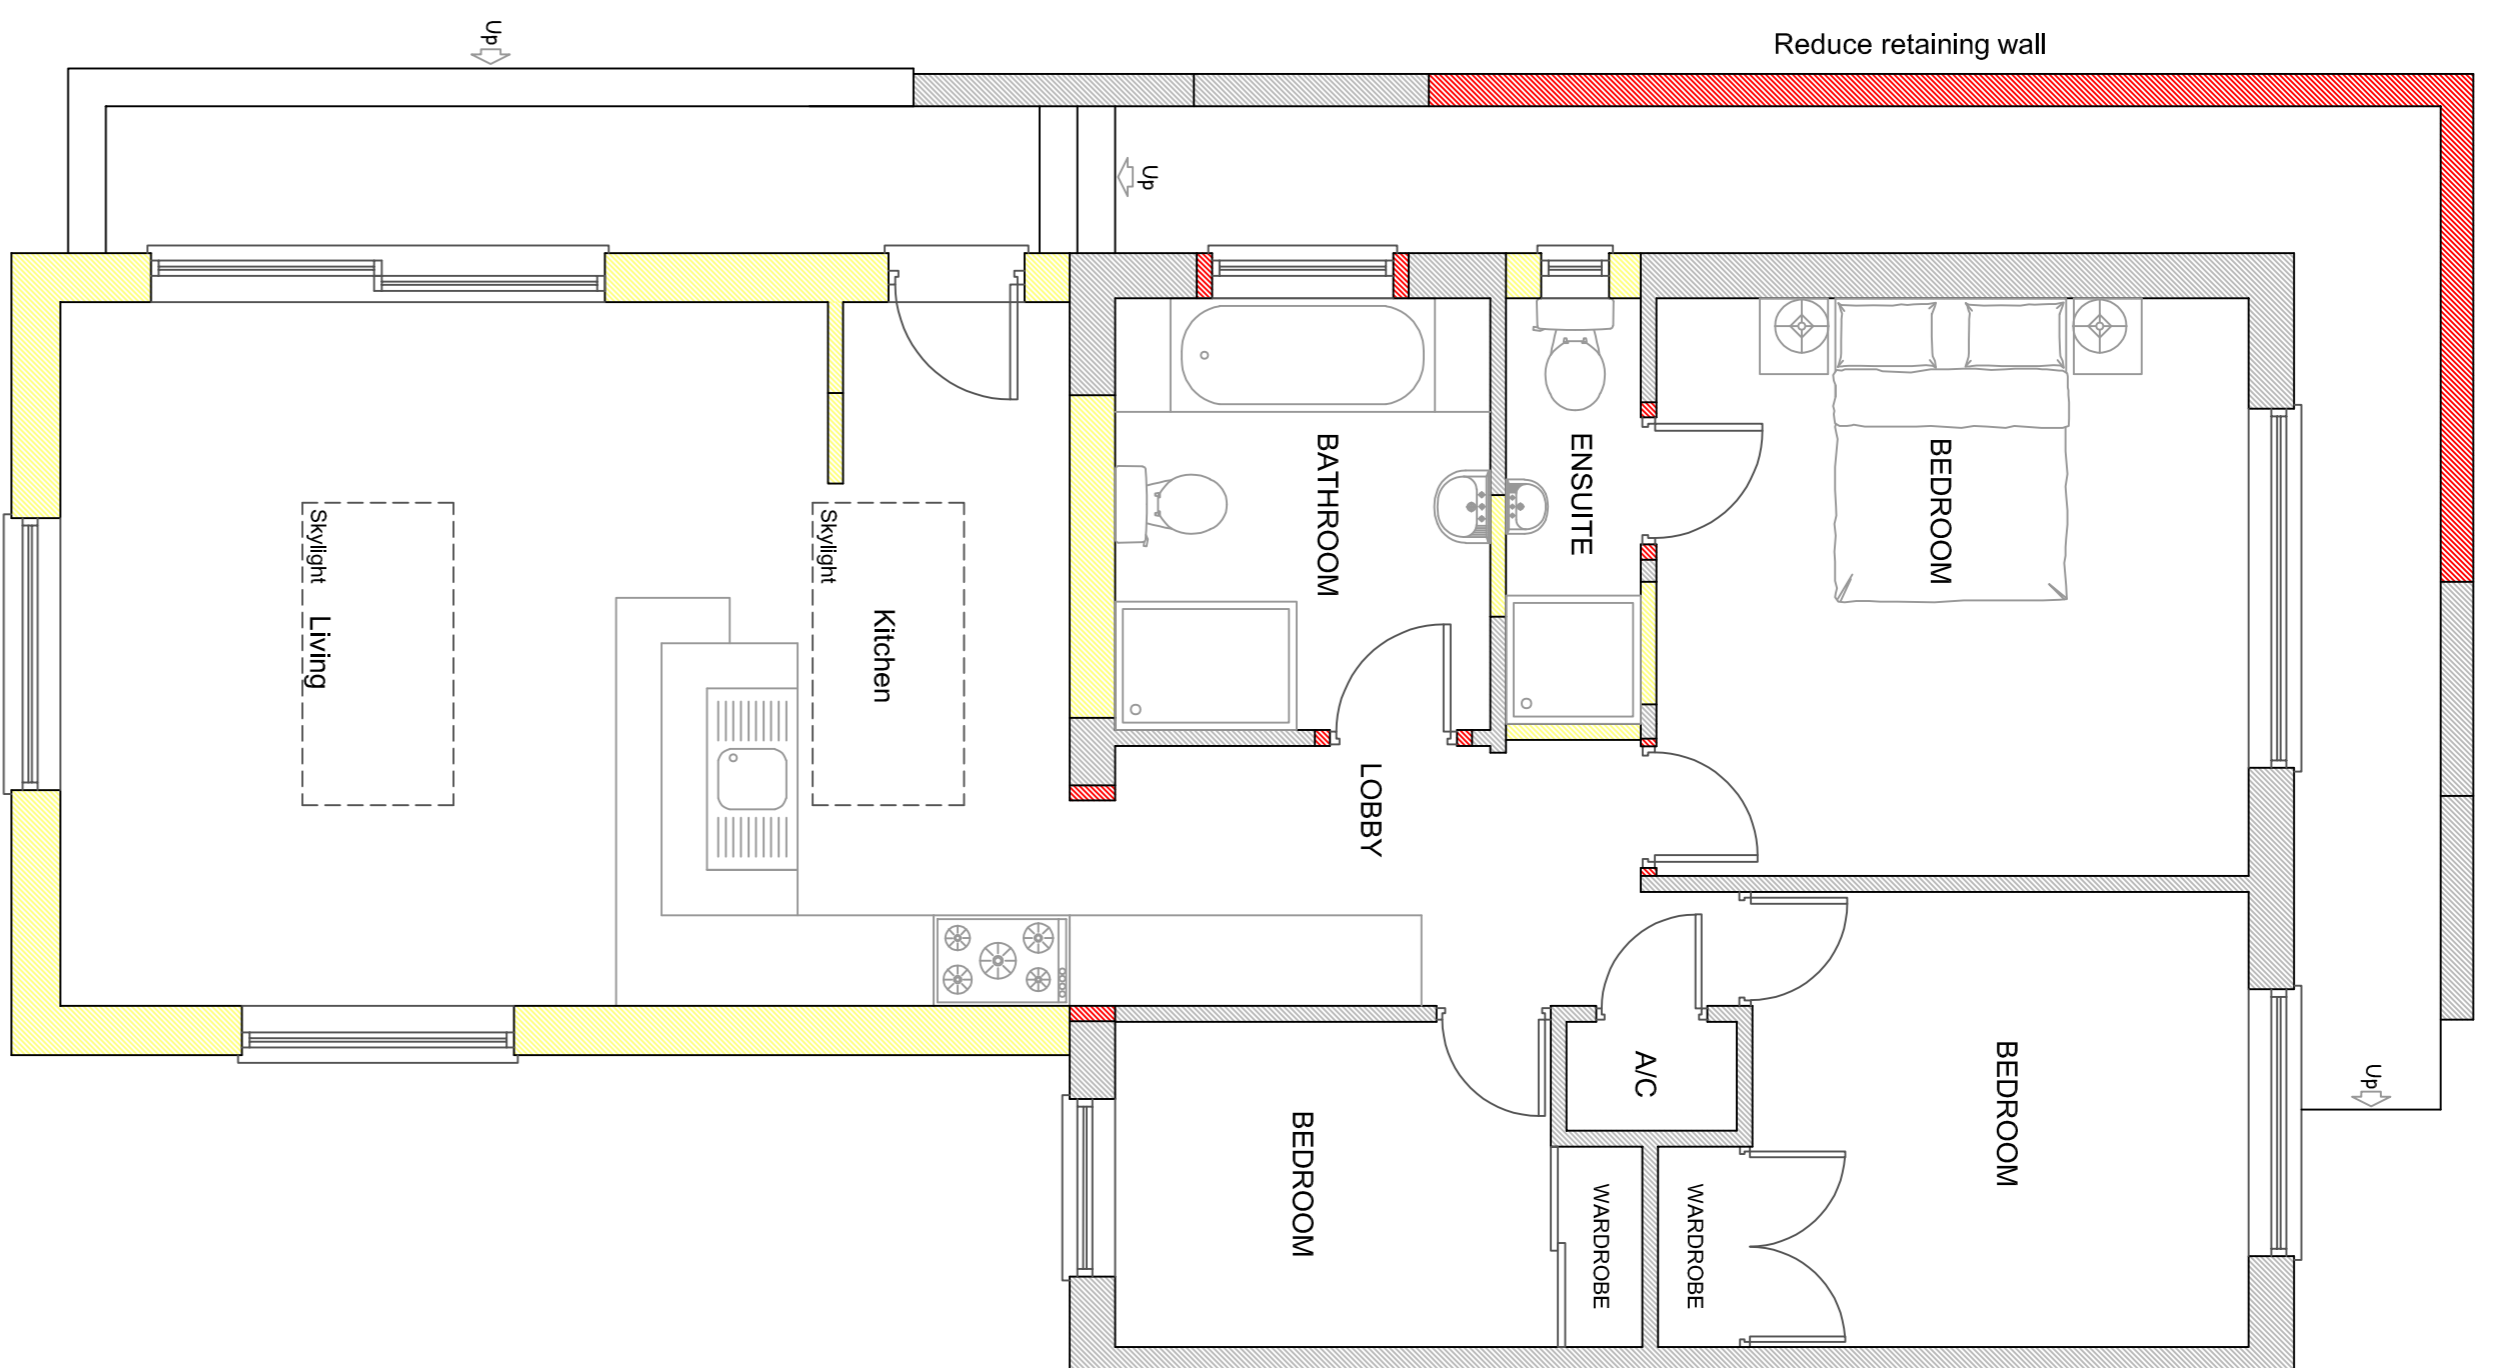 Reduce retaining wall
Up
Up
BATHROOM
ENSUITE
BEDROOM
Skylight
Living
Skylight
Kitchen
LOBBY
A/C
BEDROOM
Up
BEDROOM
WARDROBE
WARDROBE